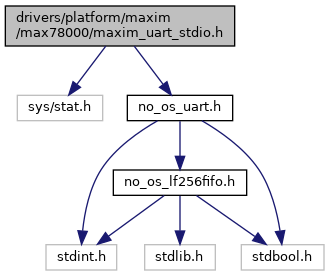 drivers/platform/maxim
/max78000/maxim_uart_stdio.h
sys/stat.h
no_os_uart.h
no_os_lf256fifo.h
stdint.h
stdlib.h
stdbool.h